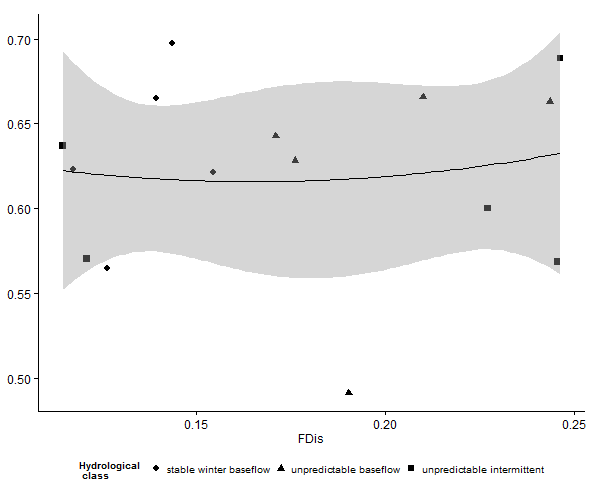 0.70
0.65
0.60
0.55
0.50
0.15 0.20 0.25
FDis
Hydrological
class
stable winter baseflow unpredictable baseflow unpredictable intermittent